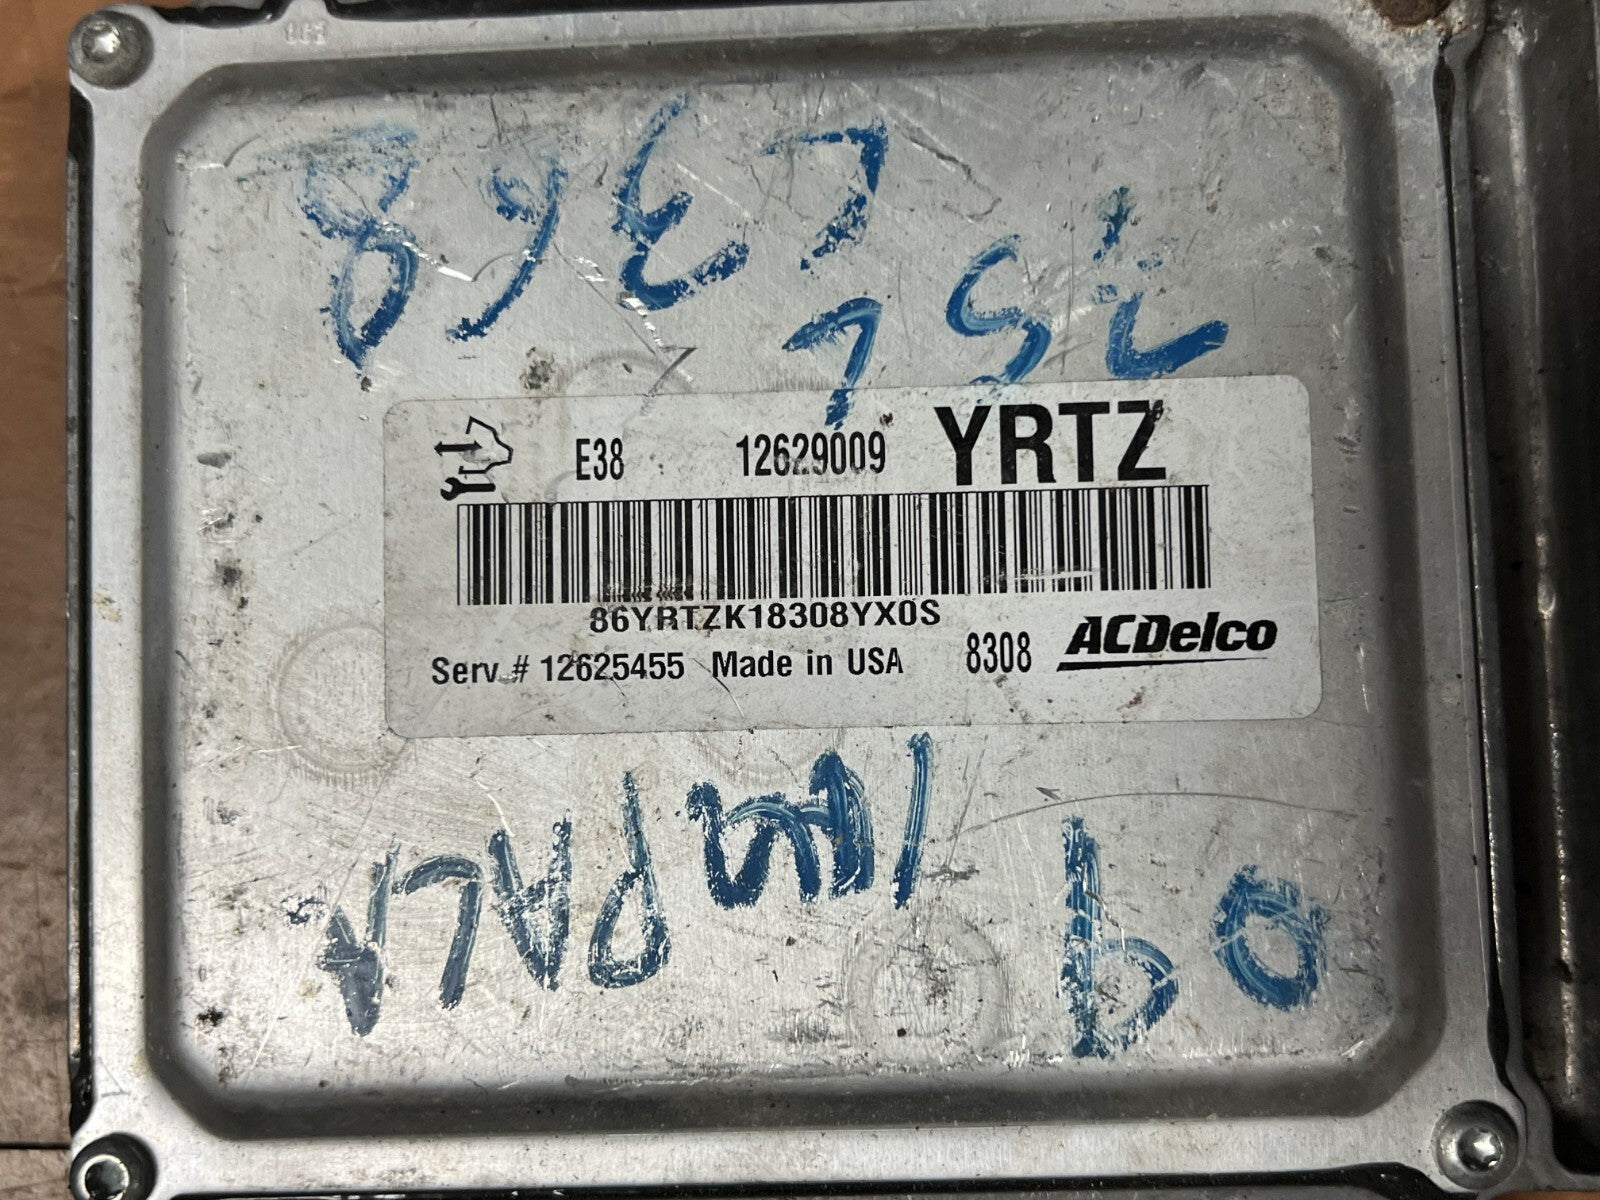 E38 12629009 YRTZ
86YRTZK18308YX0S
Serv # 12625455 Made in USA 8308 ACDelco
09 IMPALA